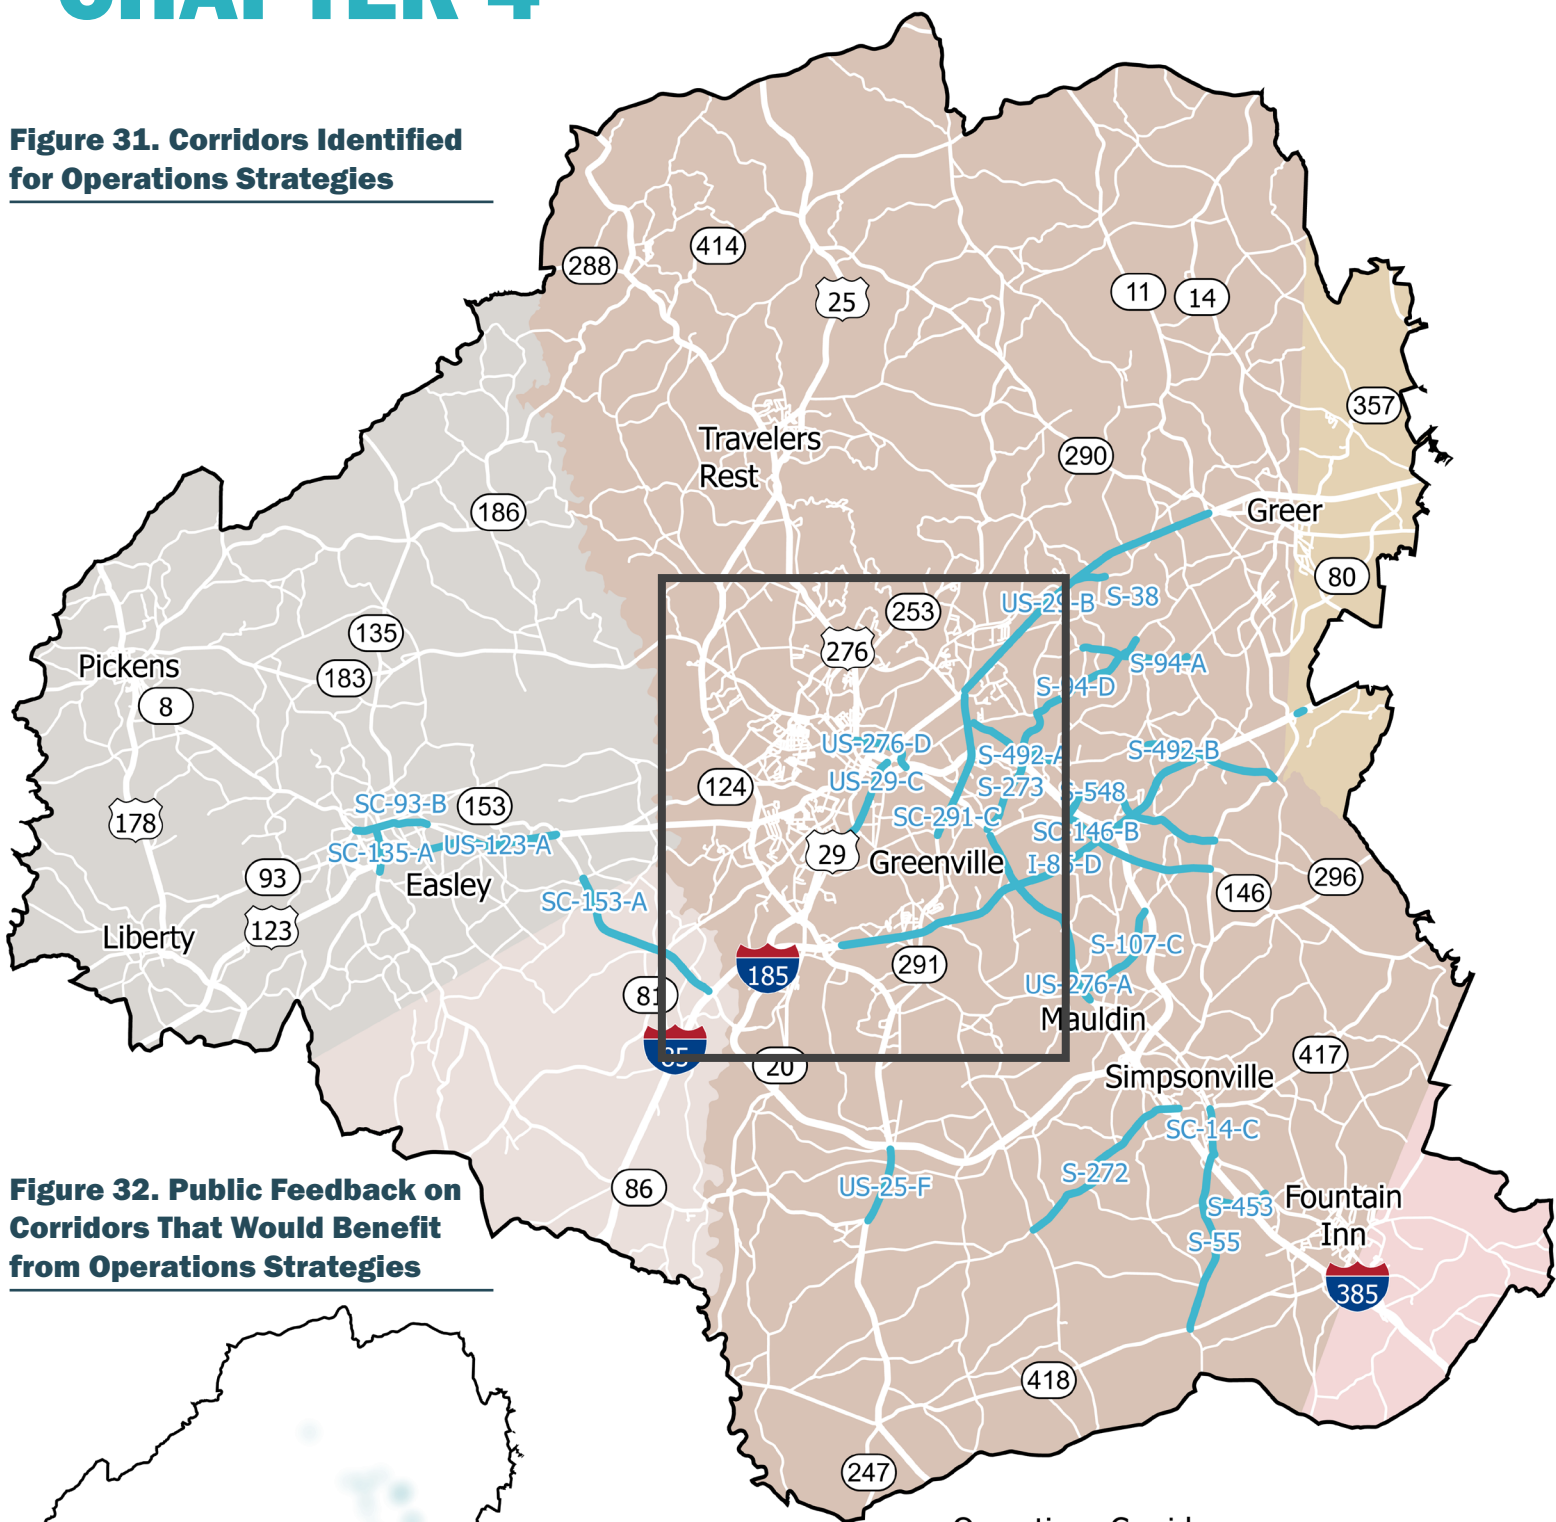 CHAPTER 4
Figure 31. Corridors Identified
for Operations Strategies
414
288
25
11
14
357
Travelers
Rest
290
186
Greer
80
253
US-29-B
S-38
135
276
Pickens
183
S-94-A
S-94-D
8
US-276-D
S-492-A
S-492-B
124
US-29-C
S-273
S-548
SC-93-B
153
178
SC-291-C
SC-146-B
SC-135-A
US-123-A
29
Greenville
I-85-D
93
Easley
146
296
SC-153-A
123
Liberty
S-107-C
291
185
US-276-A
81
Mauldin
85
20
417
Simpsonville
SC-14-C
S-272
US-25-F
86
S-453
Fountain
Inn
S-55
Figure 32. Public Feedback on
Corridors That Would Benefit
from Operations Strategies
385
418
247